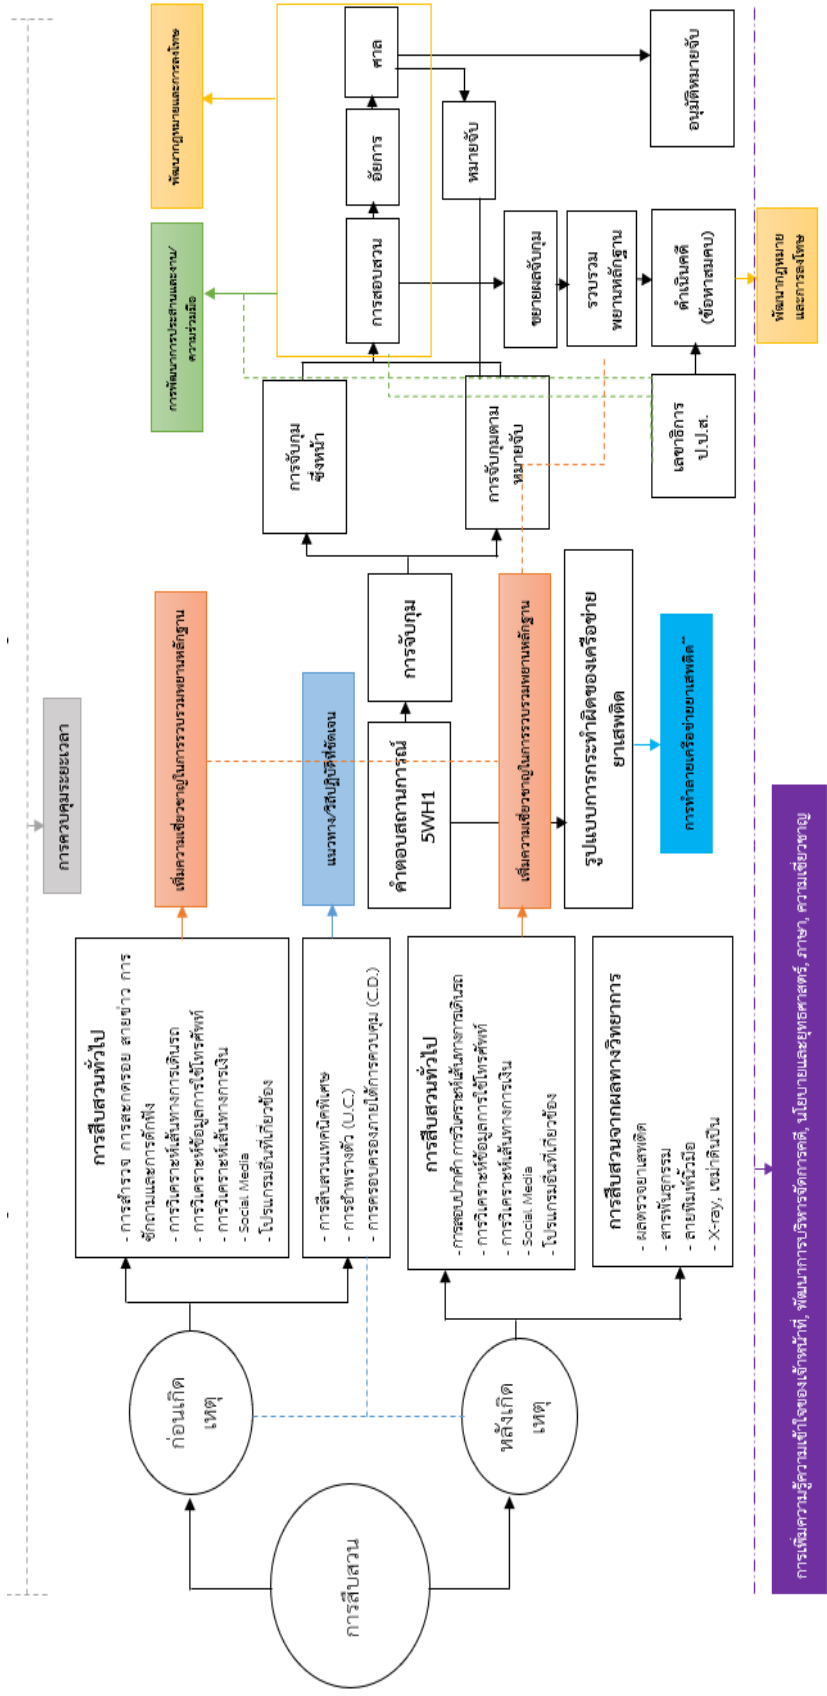 การควบคุมระยะเวลา
การสืบสวน
ก่อนเกิด
เหตุ
หลังเกิด
เหตุ
การสืบสวนทั่วไป
- การสำรวจ การสะกดรอย สายข่าว การ
ซักถามและการดักฟัง
- การวิเคราะห์เส้นทางการเดินรถ
- การวิเคราะห์ข้อมูลการใช้โทรศัพท์
- การวิเคราะห์เส้นทางการเงิน
- Social Media
- โปรแกรมอื่นที่เกี่ยวข้อง
- การสืบสวนเทคนิคพิเศษ
- การอำพรางตัว (U.C.)
- การครอบครองภายใต้การควบคุม (C.D.)
การสืบสวนทั่วไป
- การสอบปากคำ การวิเคราะห์เส้นทางการเดินรถ
- การวิเคราะห์ข้อมูลการใช้โทรศัพท์
- การวิเคราะห์เส้นทางการเงิน
- Social Media
- โปรแกรมอื่นที่เกี่ยวข้อง
การสืบสวนจากผลทางวิทยาการ
- ผลตรวจยาเสพติด
- สารพันธุกรรม
- ลายพิมพ์นิ้วมือ
- X-ray, เขม่าดินปืน
เพิ่มความเชี่ยวชาญในการรวบรวมพยานหลักฐาน
แนวทาง/วิธีปฏิบัติที่ชัดเจน
คำตอบสถานการณ์
5WH1
เพิ่มความเชี่ยวชาญในการรวบรวมพยานหลักฐาน
รูปแบบการกระทำผิดของเครือข่าย
ยาเสพติด
การทำลายเครือข่ายยาเสพติด**
การจับกุม
การจับกุม
ซึ่งหน้า
การจับกุมตาม
หมายจับ
การพัฒนาการประสานและงาน/
ความร่วมมือ
พัฒนากฎหมายและการลงโทษ
การสอบสวน
อัยการ
ศาล
หมายจับ
อนุมัติหมายจับ
ขยายผลจับกุม
รวบรวม
พยานหลักฐาน
เลขาธิการ
ป.ป.ส.
ดำเนินคดี
(ข้อหาสมคบ)
พัฒนากฎหมาย
และการลงโทษ
การเพิ่มความรู้ความเข้าใจของเจ้าหน้าที่, พัฒนาการบริหารจัดการคดี, นโยบายและยุทธศาสตร์, ภาษา, ความเชี่ยวชาญ